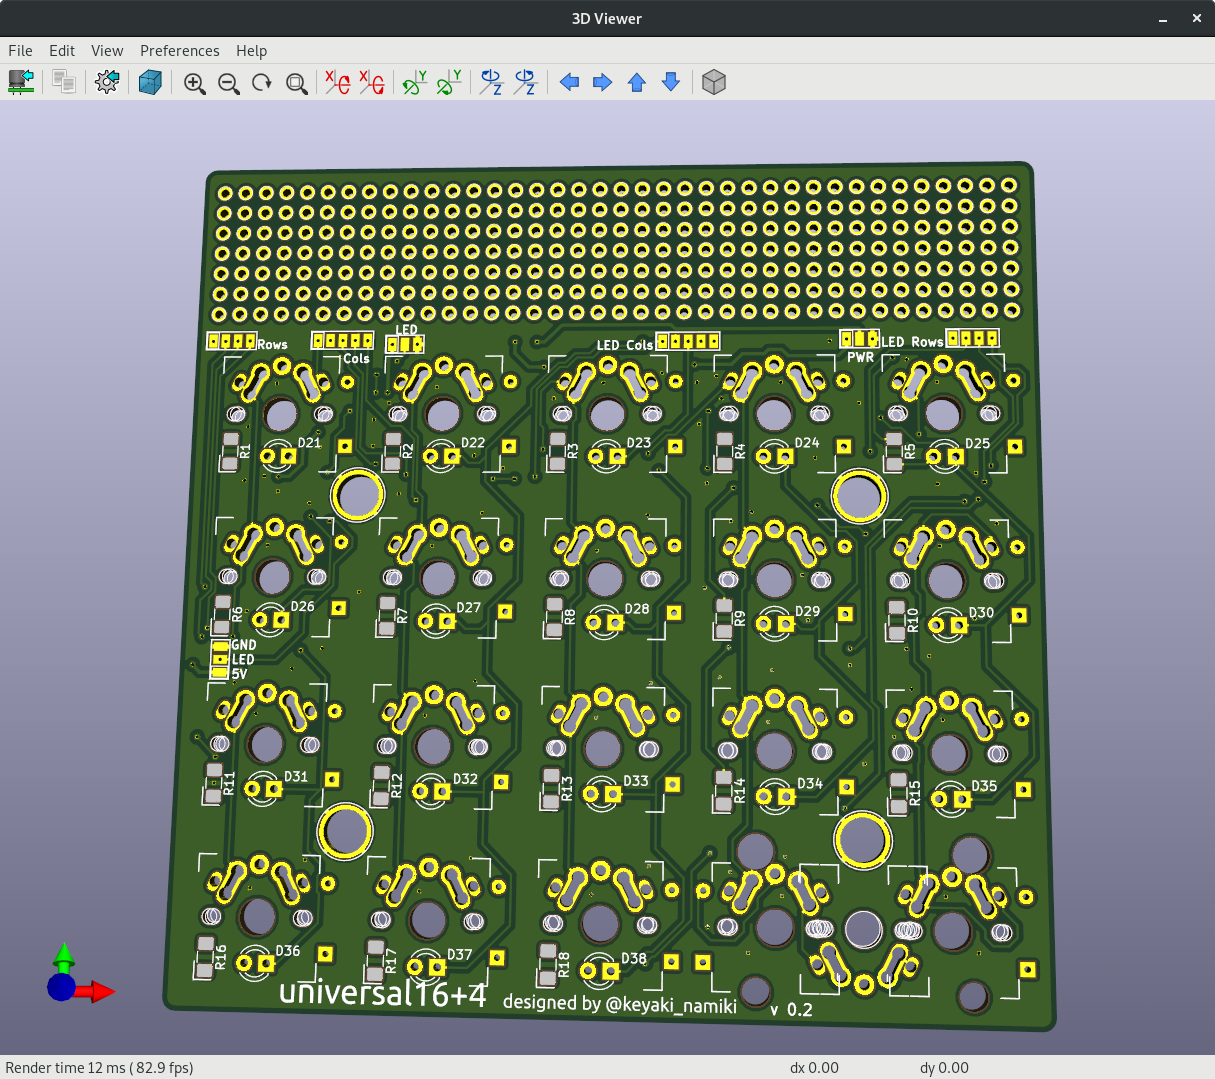 3D Viewer
File Edit View Preferences Help
LED
Rows
Cols
LED Cols
PWR
LED Rows
R1 D21 R2 D22 R3 D23 R4 D24 R5 D25
R6 D26 R7 D27 R8 D28 R9 D29 R10 D30
GND
LED
5V
R11 D31 R12 D32 R13 D33 R14 D34 R15 D35
R16 D36 R17 D37 R18 D38
universal16+4 designed by @keyaki_namiki v 0.2
Render time 12 ms ( 82.9 fps) dx 0.00 dy 0.00